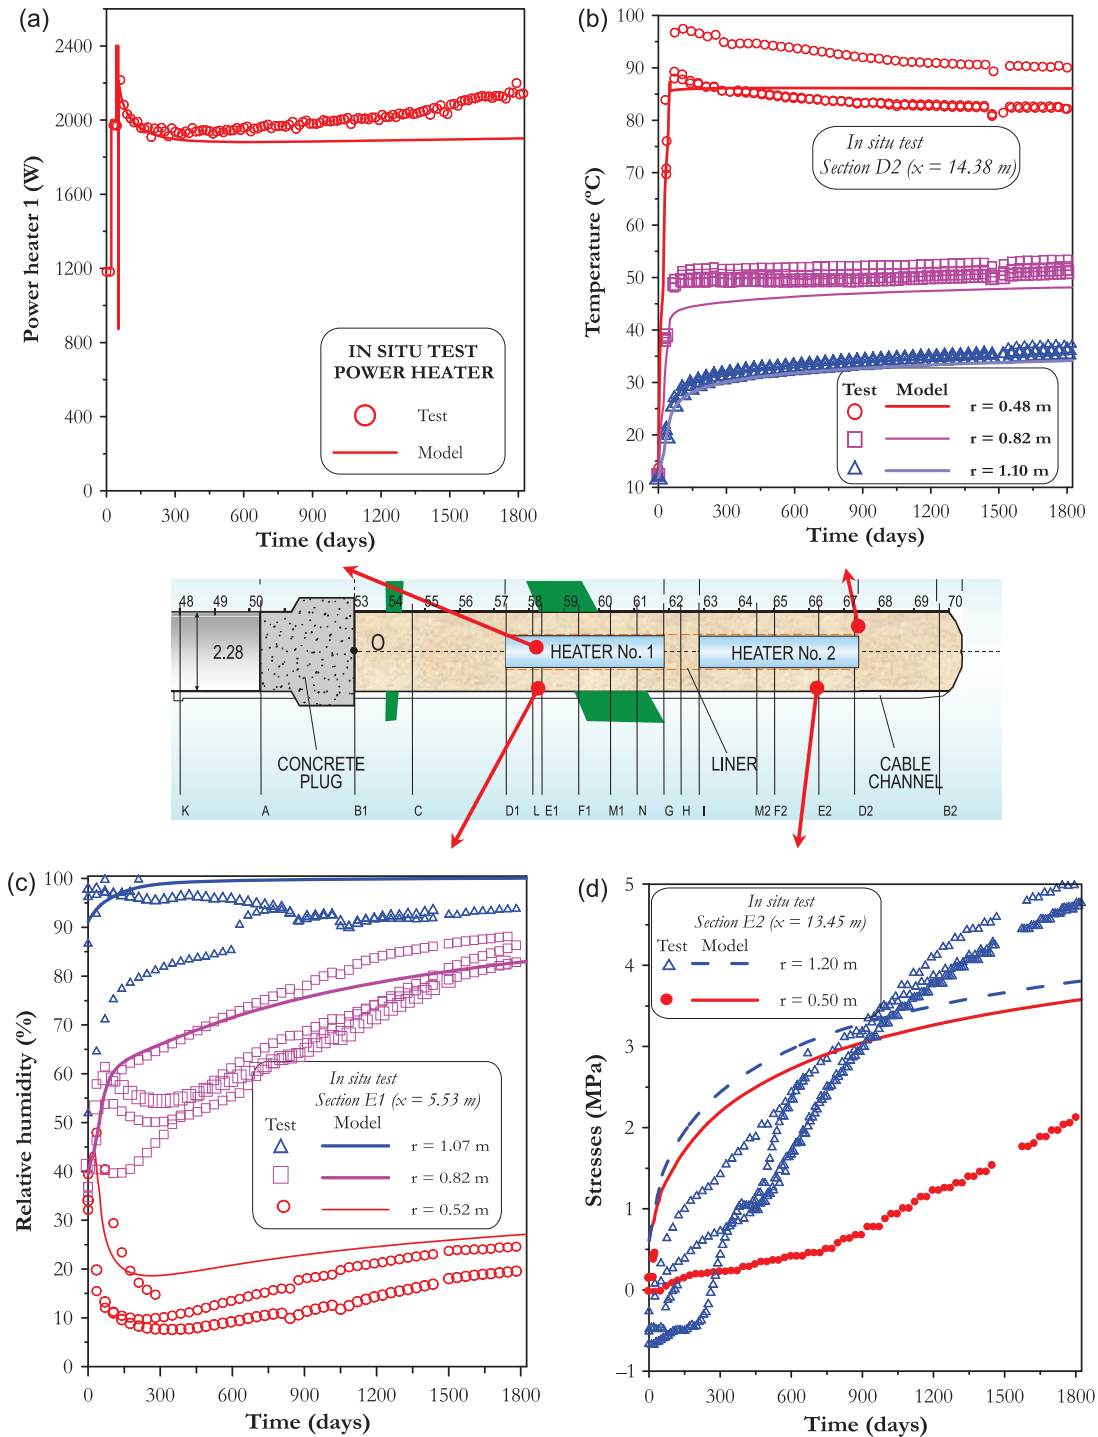 (a)
2400
2000
1600
1200
800
400
0
Power heater 1 (W)
IN SITU TEST
POWER HEATER
Test
Model
0 300 600 900 1200 1500 1800
Time (days)
(b)
100
90
80
70
60
50
40
30
20
10
Temperature (°C)
In situ test
Section D2 (x = 14.38 m)
Test Model
r = 0.48 m
r = 0.82 m
r = 1.10 m
0 300 600 900 1200 1500 1800
Time (days)
48 49 50 53 54 55 56 57 58 59 60 61 62 63 64 65 66 67 68 69 70
2.28
O
HEATER No. 1
HEATER No. 2
CONCRETE
PLUG
LINER
CABLE
CHANNEL
K A B1 C D1 L E1 F1 M1 N G H I M2 F2 E2 D2 B2
(c)
100
90
80
70
60
50
40
30
20
10
0
Relative humidity (%)
In situ test
Section E1 (x = 5.53 m)
Test Model
r = 1.07 m
r = 0.82 m
r = 0.52 m
0 300 600 900 1200 1500 1800
Time (days)
(d)
5
4
3
2
1
0
–1
Stresses (MPa)
In situ test
Section E2 (x = 13.45 m)
Test Model
r = 1.20 m
r = 0.50 m
0 300 600 900 1200 1500 1800
Time (days)